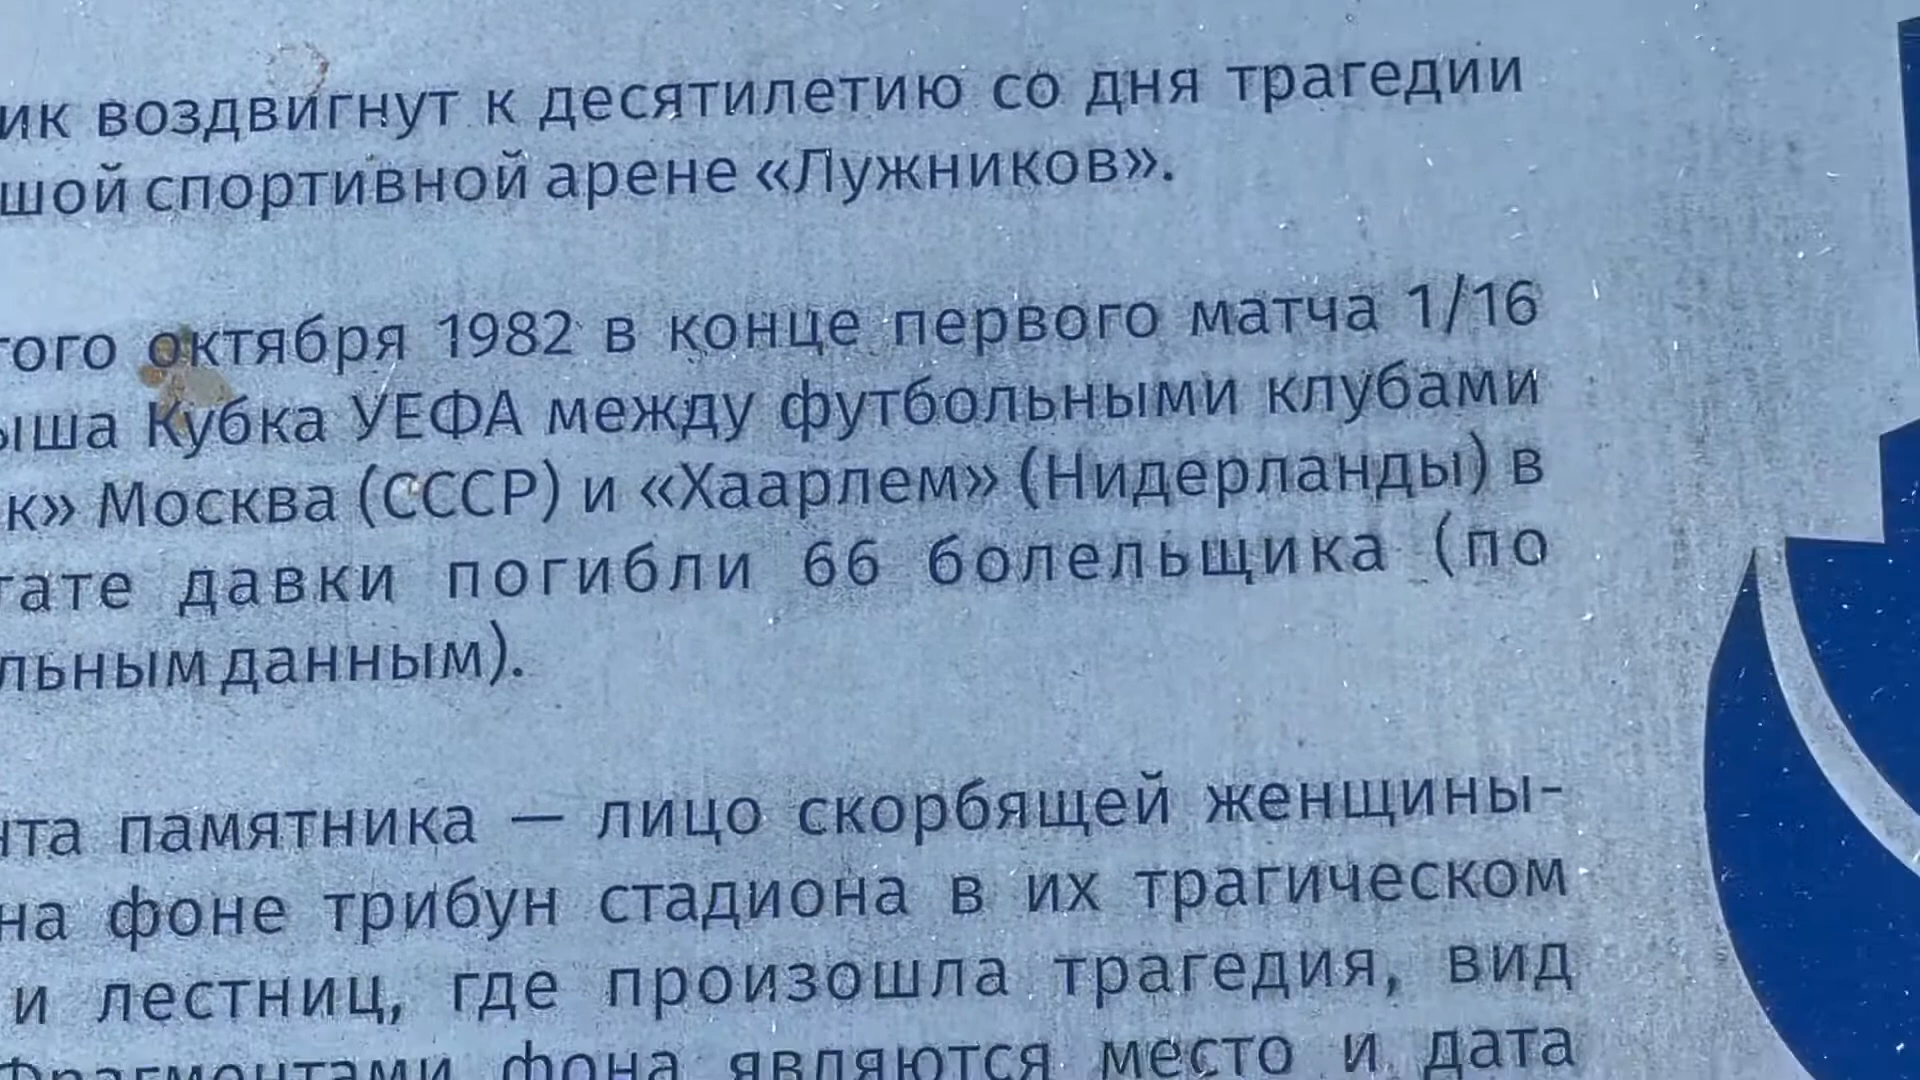 ик воздвигнут к десятилетию со дня трагедии
шой спортивной арене «Лужников».
того октября 1982 в конце первого матча 1/16
ыша Кубка УЕФА между футбольными клубами
к» Москва (СССР) и «Хаарлем» (Нидерланды) в
тате давки погибли 66 болельщика (по
льным данным).
нта памятника — лицо скорбящей женщины-
на фоне трибун стадиона в их трагическом
и лестниц, где произошла трагедия, вид
Фрагментами фона являются место и дата